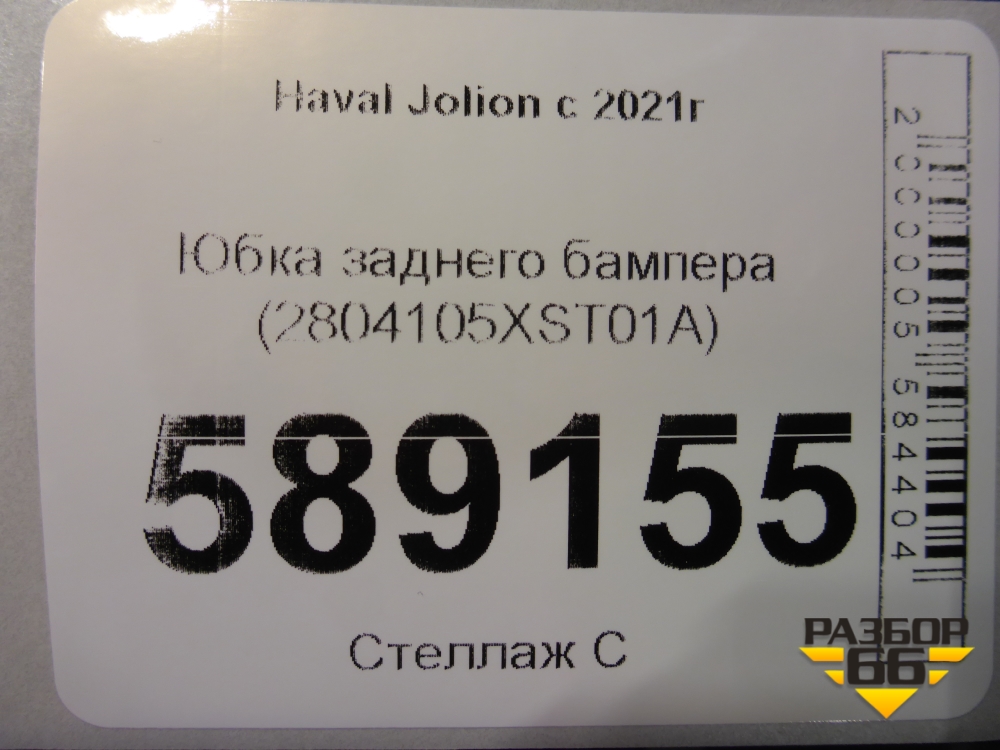 Haval Jolion с 2021г
Юбка заднего бампера
(2804105XST01A)
589155
Стеллаж С
2000005584404
РАЗБОР
66